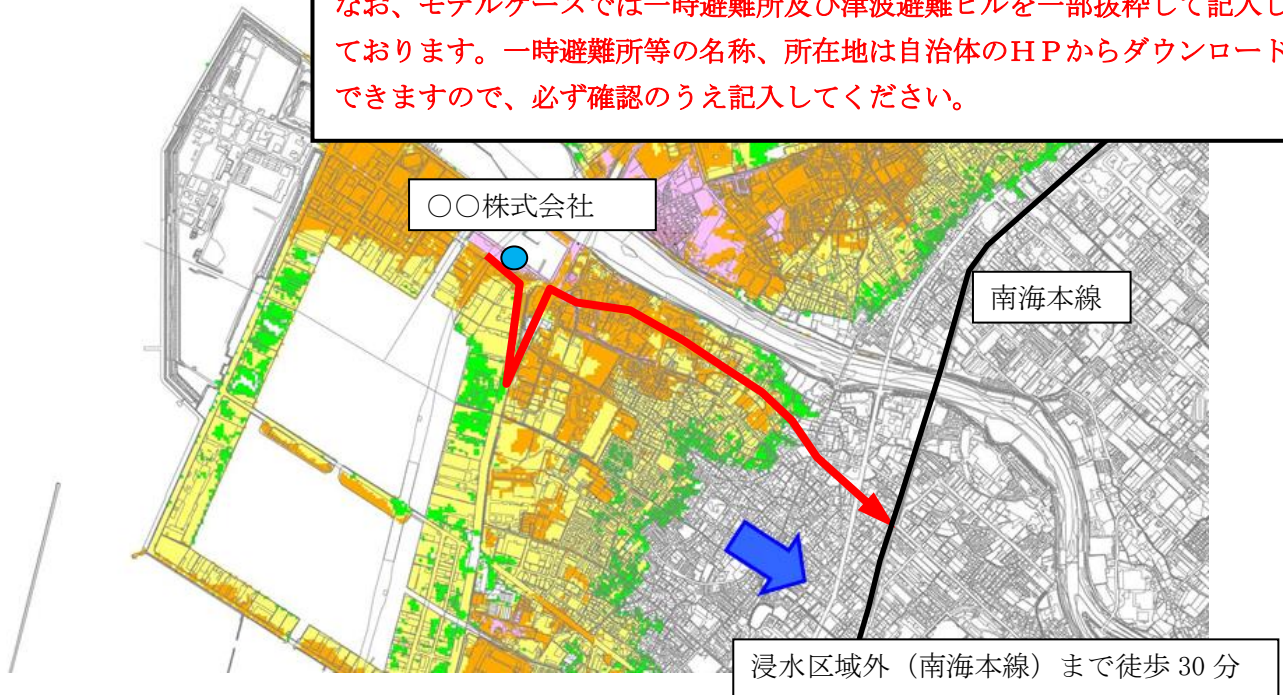 なお、モデルケースでは一時避難所及び津波避難ビルを一部抜粋して記入し
ております。一時避難所等の名称、所在地は自治体のＨＰからダウンロード
できますので、必ず確認のうえ記入してください。
○○株式会社
南海本線
浸水区域外（南海本線）まで徒歩 30 分